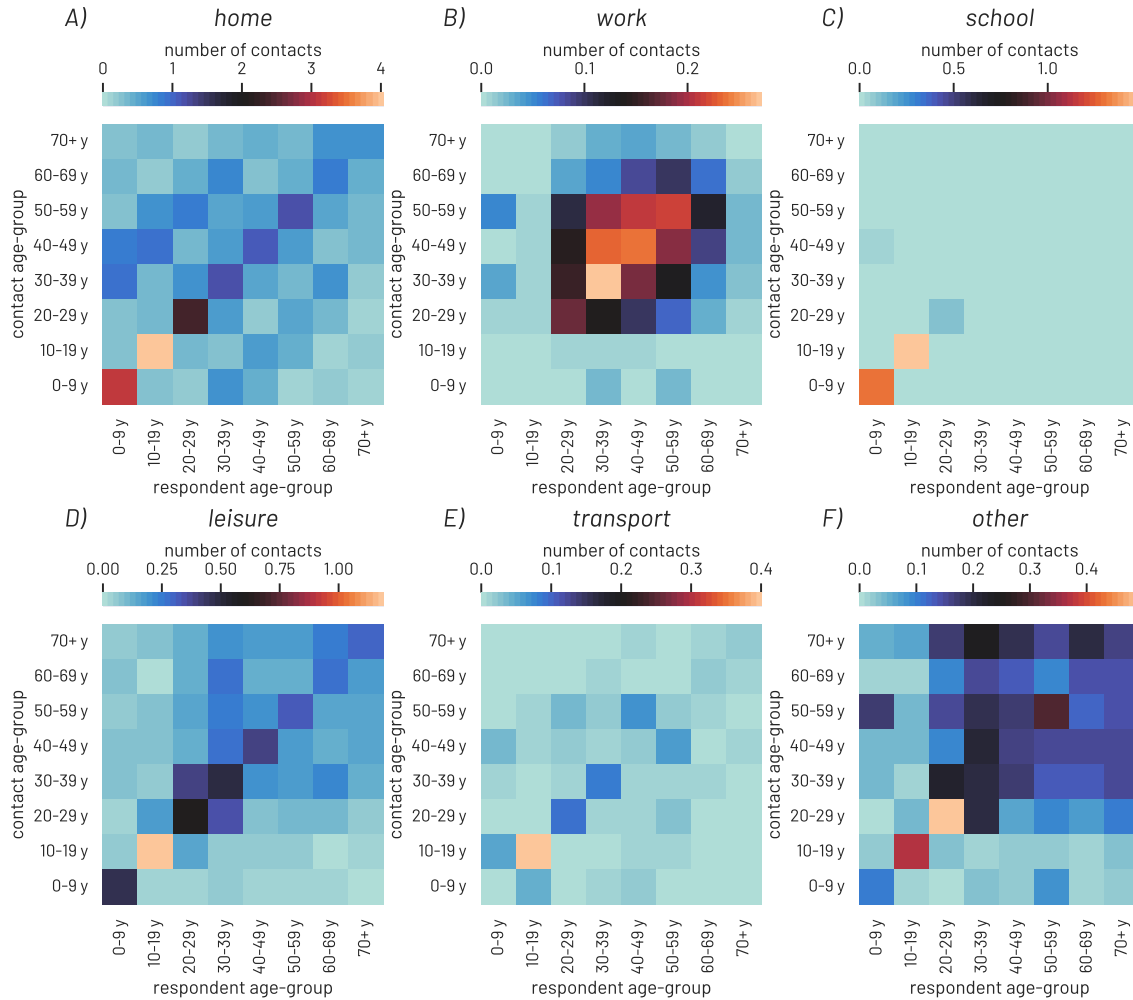 A) home
number of contacts
0 1 2 3 4
contact age-group
70+ y
60-69 y
50-59 y
40-49 y
30-39 y
20-29 y
10-19 y
0-9 y
0-9 y 10-19 y 20-29 y 30-39 y 40-49 y 50-59 y 60-69 y 70+ y
respondent age-group
B) work
number of contacts
0.0 0.1 0.2
contact age-group
70+ y
60-69 y
50-59 y
40-49 y
30-39 y
20-29 y
10-19 y
0-9 y
0-9 y 10-19 y 20-29 y 30-39 y 40-49 y 50-59 y 60-69 y 70+ y
respondent age-group
C) school
number of contacts
0.0 0.5 1.0
contact age-group
70+ y
60-69 y
50-59 y
40-49 y
30-39 y
20-29 y
10-19 y
0-9 y
0-9 y 10-19 y 20-29 y 30-39 y 40-49 y 50-59 y 60-69 y 70+ y
respondent age-group
D) leisure
number of contacts
0.00 0.25 0.50 0.75 1.00
contact age-group
70+ y
60-69 y
50-59 y
40-49 y
30-39 y
20-29 y
10-19 y
0-9 y
0-9 y 10-19 y 20-29 y 30-39 y 40-49 y 50-59 y 60-69 y 70+ y
respondent age-group
E) transport
number of contacts
0.0 0.1 0.2 0.3 0.4
contact age-group
70+ y
60-69 y
50-59 y
40-49 y
30-39 y
20-29 y
10-19 y
0-9 y
0-9 y 10-19 y 20-29 y 30-39 y 40-49 y 50-59 y 60-69 y 70+ y
respondent age-group
F) other
number of contacts
0.0 0.1 0.2 0.3 0.4
contact age-group
70+ y
60-69 y
50-59 y
40-49 y
30-39 y
20-29 y
10-19 y
0-9 y
0-9 y 10-19 y 20-29 y 30-39 y 40-49 y 50-59 y 60-69 y 70+ y
respondent age-group